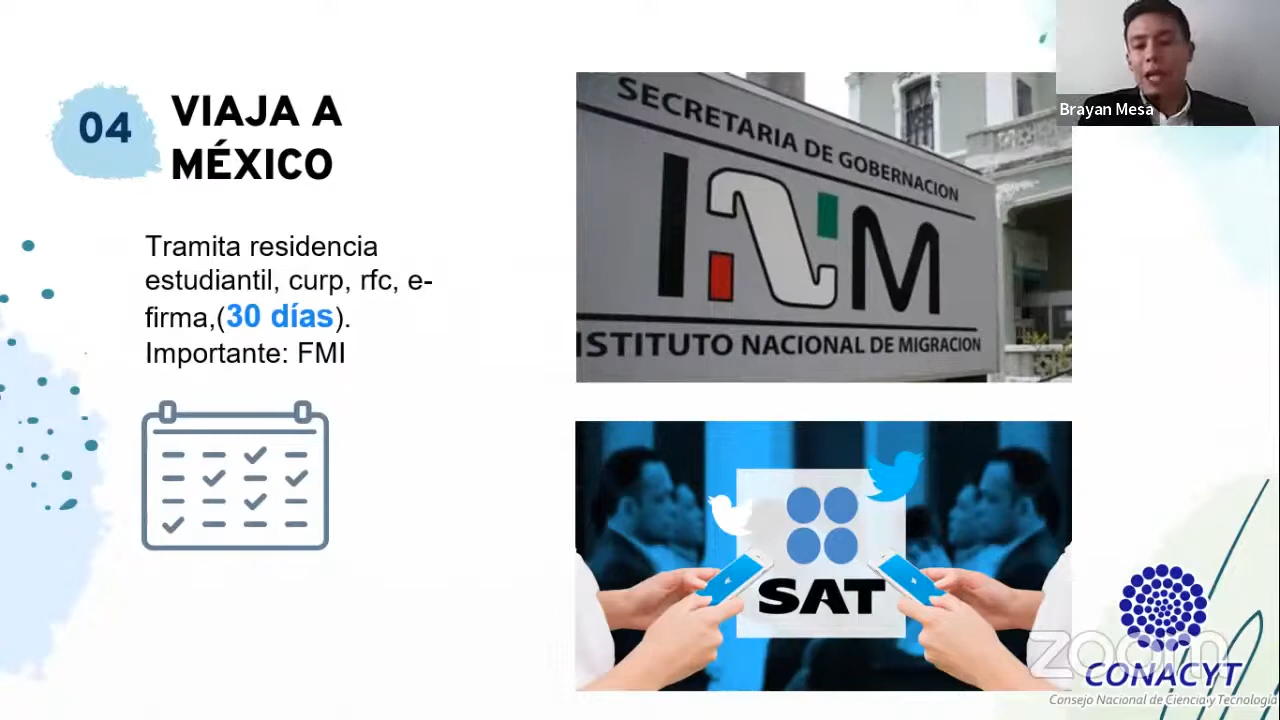 04
VIAJA A
MÉXICO
Tramita residencia
estudiantil, curp, rfc, e-
firma,(30 días).
Importante: FMI
SECRETARIA DE GOBERNACION
INM
INSTITUTO NACIONAL DE MIGRACION
SAT
Brayan Mesa
zoom
CONACYT
Consejo Nacional de Ciencia y Tecnología